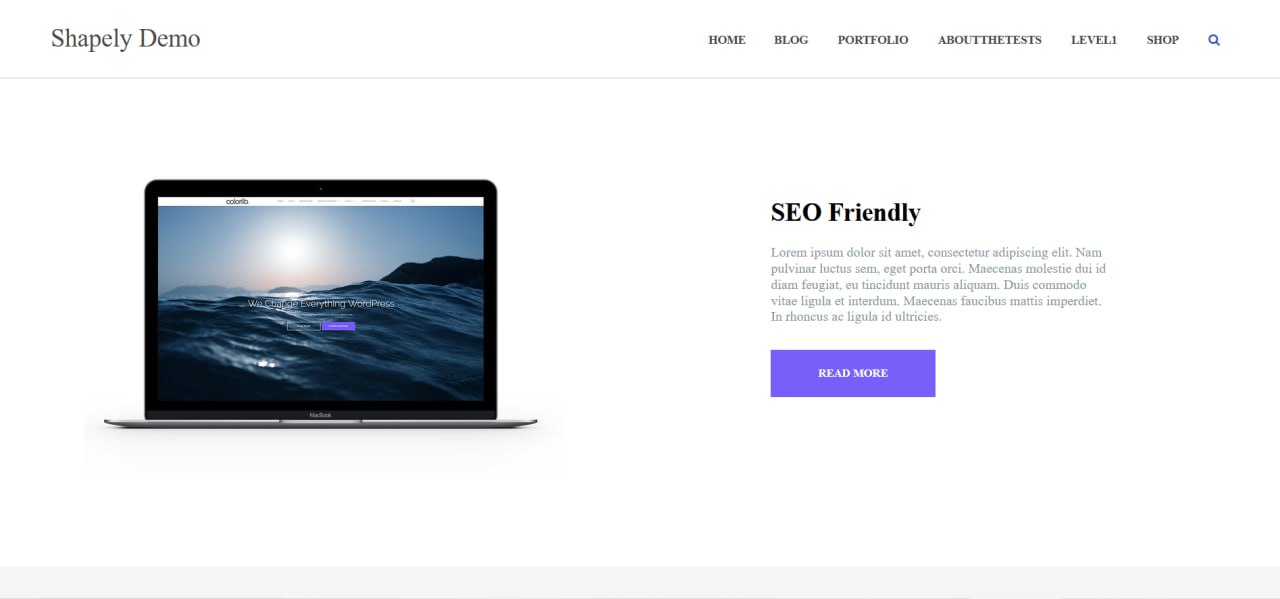 Shapely Demo
HOME BLOG PORTFOLIO ABOUTTHETESTS LEVEL1 SHOP
colorlib.
We Change Everything WordPress
MacBook
SEO Friendly
Lorem ipsum dolor sit amet, consectetur adipiscing elit. Nam
pulvinar luctus sem, eget porta orci. Maecenas molestie dui id
diam feugiat, eu tincidunt mauris aliquam. Duis commodo
vitae ligula et interdum. Maecenas faucibus mattis imperdiet.
In rhoncus ac ligula id ultricies.
READ MORE